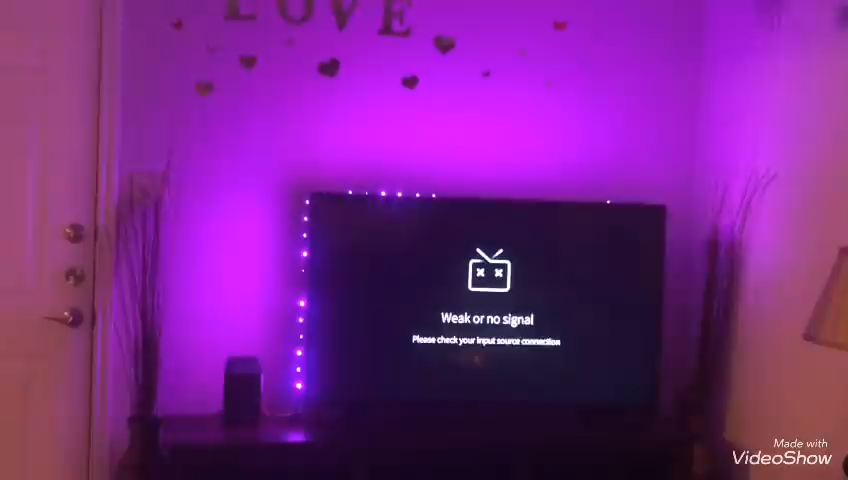 LOVE
Weak or no signal
Please check your input source connection
Made with
VideoShow